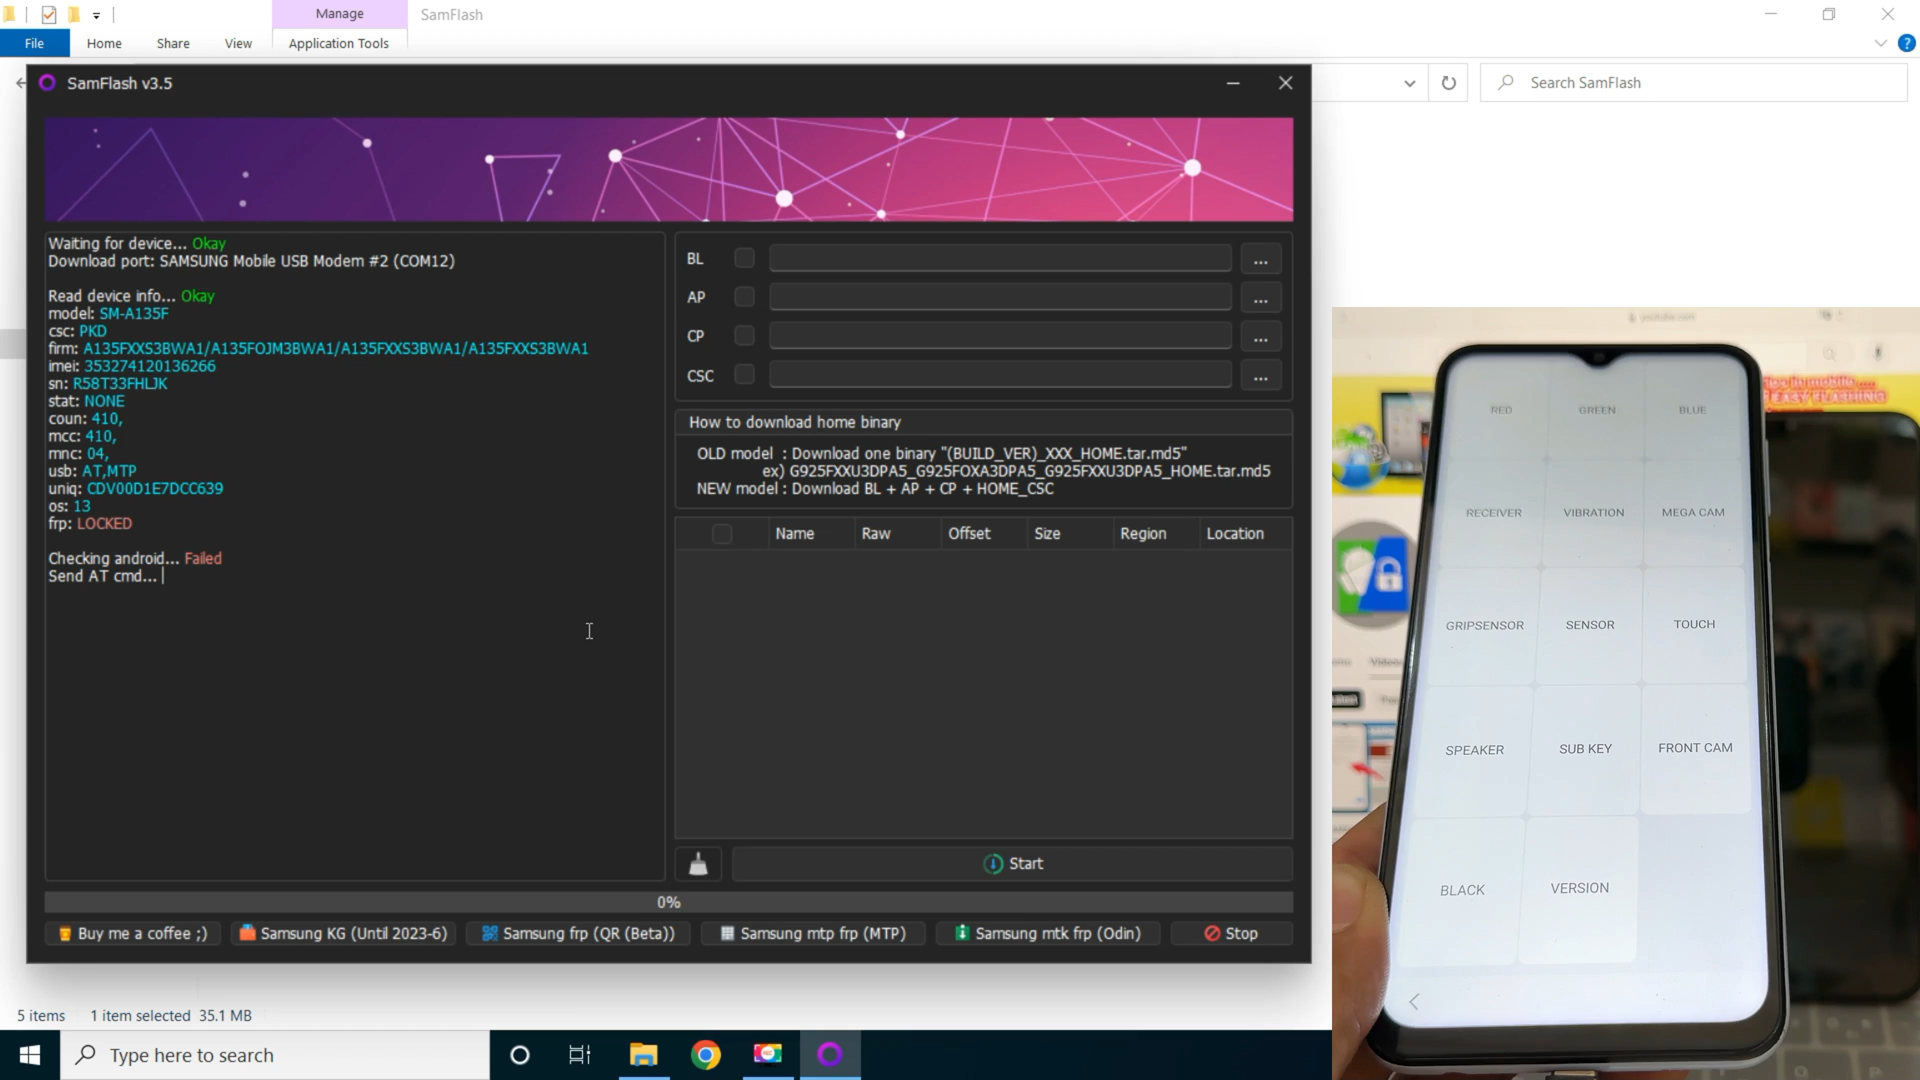 Manage
SamFlash
File
Home
Share
View
Application Tools
?
SamFlash v3.5
Search SamFlash
Waiting for device... Okay
Download port: SAMSUNG Mobile USB Modem #2 (COM12)
Read device info... Okay
model: SM-A135F
csc: PKD
firm: A135FXXS3BWA1/A135FOJM3BWA1/A135FXXS3BWA1/A135FXXS3BWA1
imei: 353274120136266
sn: R58T33FHLJK
stat: NONE
coun: 410,
mcc: 410,
mnc: 04,
usb: AT,MTP
uniq: CDV00D1E7DCC639
os: 13
frp: LOCKED
Checking android... Failed
Send AT cmd...
BL
...
AP
...
CP
...
CSC
...
How to download home binary
OLD model : Download one binary "(BUILD_VER)_XXX_HOME.tar.md5"
ex) G925FXXU3DPA5_G925FOXA3DPA5_G925FXXU3DPA5_HOME.tar.md5
NEW model : Download BL + AP + CP + HOME_CSC
Name
Raw
Offset
Size
Region
Location
Start
0%
Buy me a coffee ;)
Samsung KG (Until 2023-6)
Samsung frp (QR (Beta))
Samsung mtp frp (MTP)
Samsung mtk frp (Odin)
Stop
5 items
1 item selected 35.1 MB
Type here to search
RED
GREEN
BLUE
RECEIVER
VIBRATION
MEGA CAM
GRIPSENSOR
SENSOR
TOUCH
SPEAKER
SUB KEY
FRONT CAM
BLACK
VERSION
EASY FLASHING